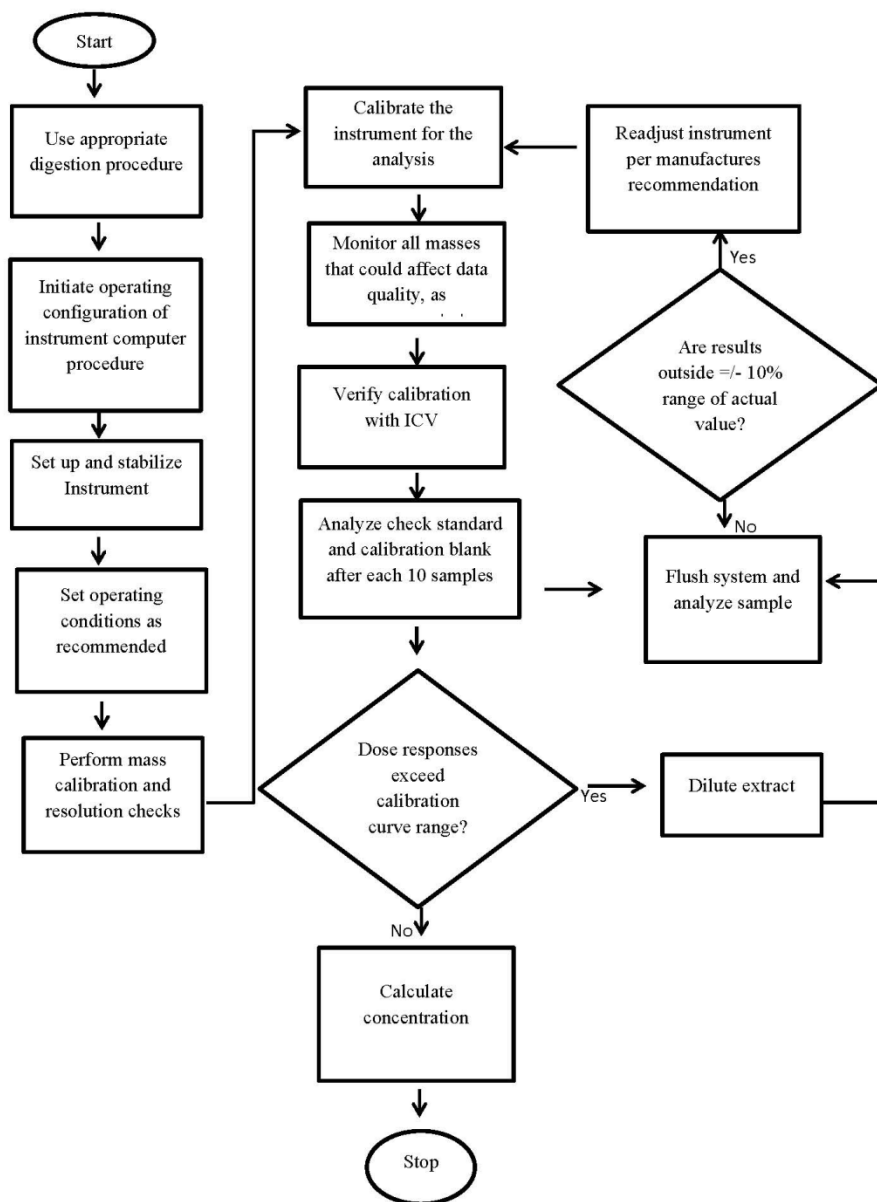 Start
Use appropriate
digestion procedure
Initiate operating
configuration of
instrument computer
procedure
Set up and stabilize
Instrument
Set operating
conditions as
recommended
Perform mass
calibration and
resolution checks
Calibrate the
instrument for the
analysis
Monitor all masses
that could affect data
quality, as
Verify calibration
with ICV
Analyze check standard
and calibration blank
after each 10 samples
Dose responses
exceed
calibration
curve range?
Yes
No
Calculate
concentration
Stop
Readjust instrument
per manufactures
recommendation
Yes
Are results
outside =/- 10%
range of actual
value?
No
Flush system and
analyze sample
Dilute extract